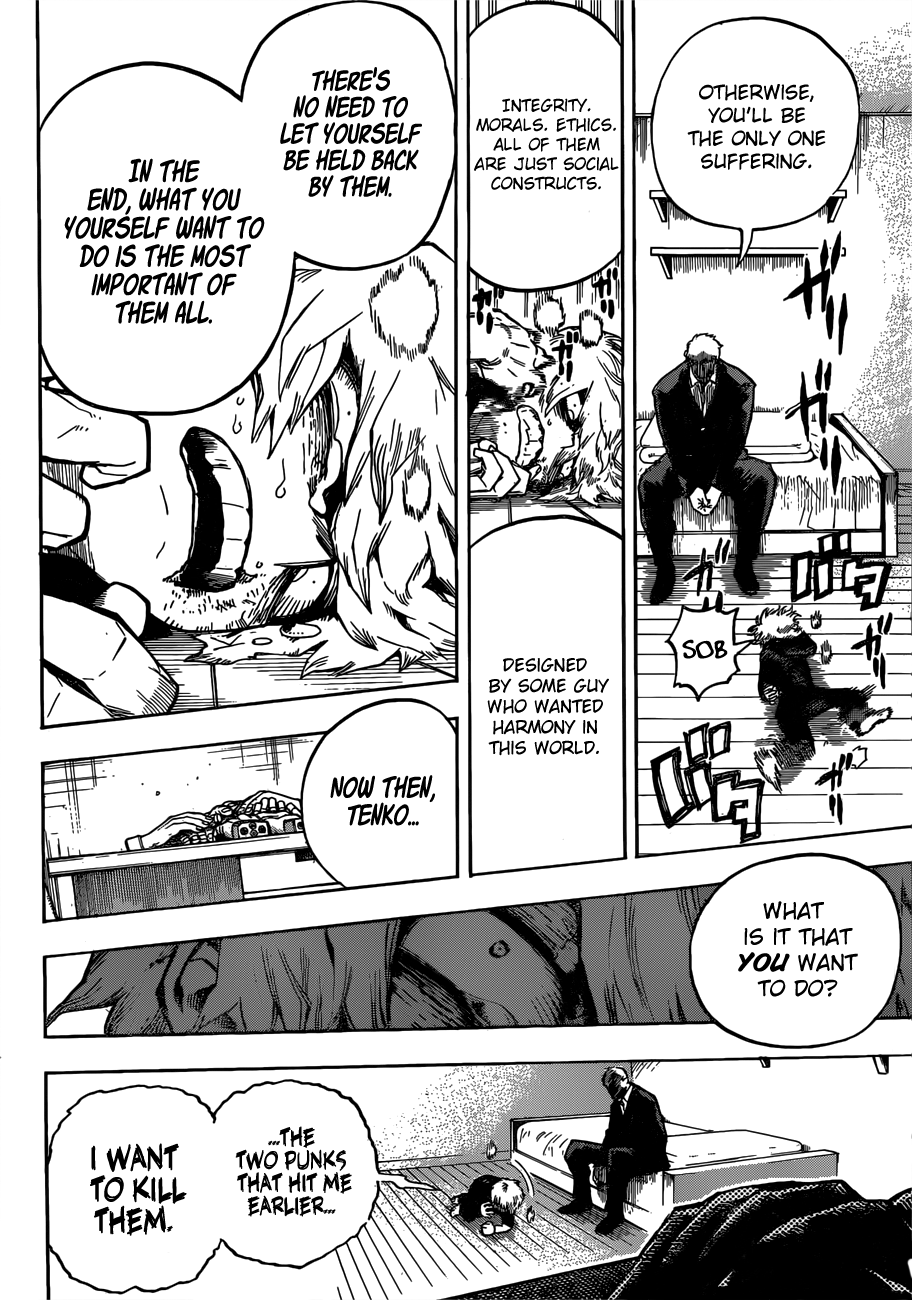 OTHERWISE,
YOU'LL BE
THE ONLY ONE
SUFFERING.
バタ
SOB
バタ
INTEGRITY.
MORALS. ETHICS.
ALL OF THEM
ARE JUST SOCIAL
CONSTRUCTS.
DESIGNED
BY SOME GUY
WHO WANTED
HARMONY IN
THIS WORLD.
THERE'S
NO NEED TO
LET YOURSELF
BE HELD BACK
BY THEM.
IN THE
END, WHAT YOU
YOURSELF WANT TO
DO IS THE MOST
IMPORTANT OF
THEM ALL.
NOW THEN,
TENKO...
WHAT
IS IT THAT
YOU WANT
TO DO?
...THE
TWO PUNKS
THAT HIT ME
EARLIER...
I WANT
TO KILL
THEM.